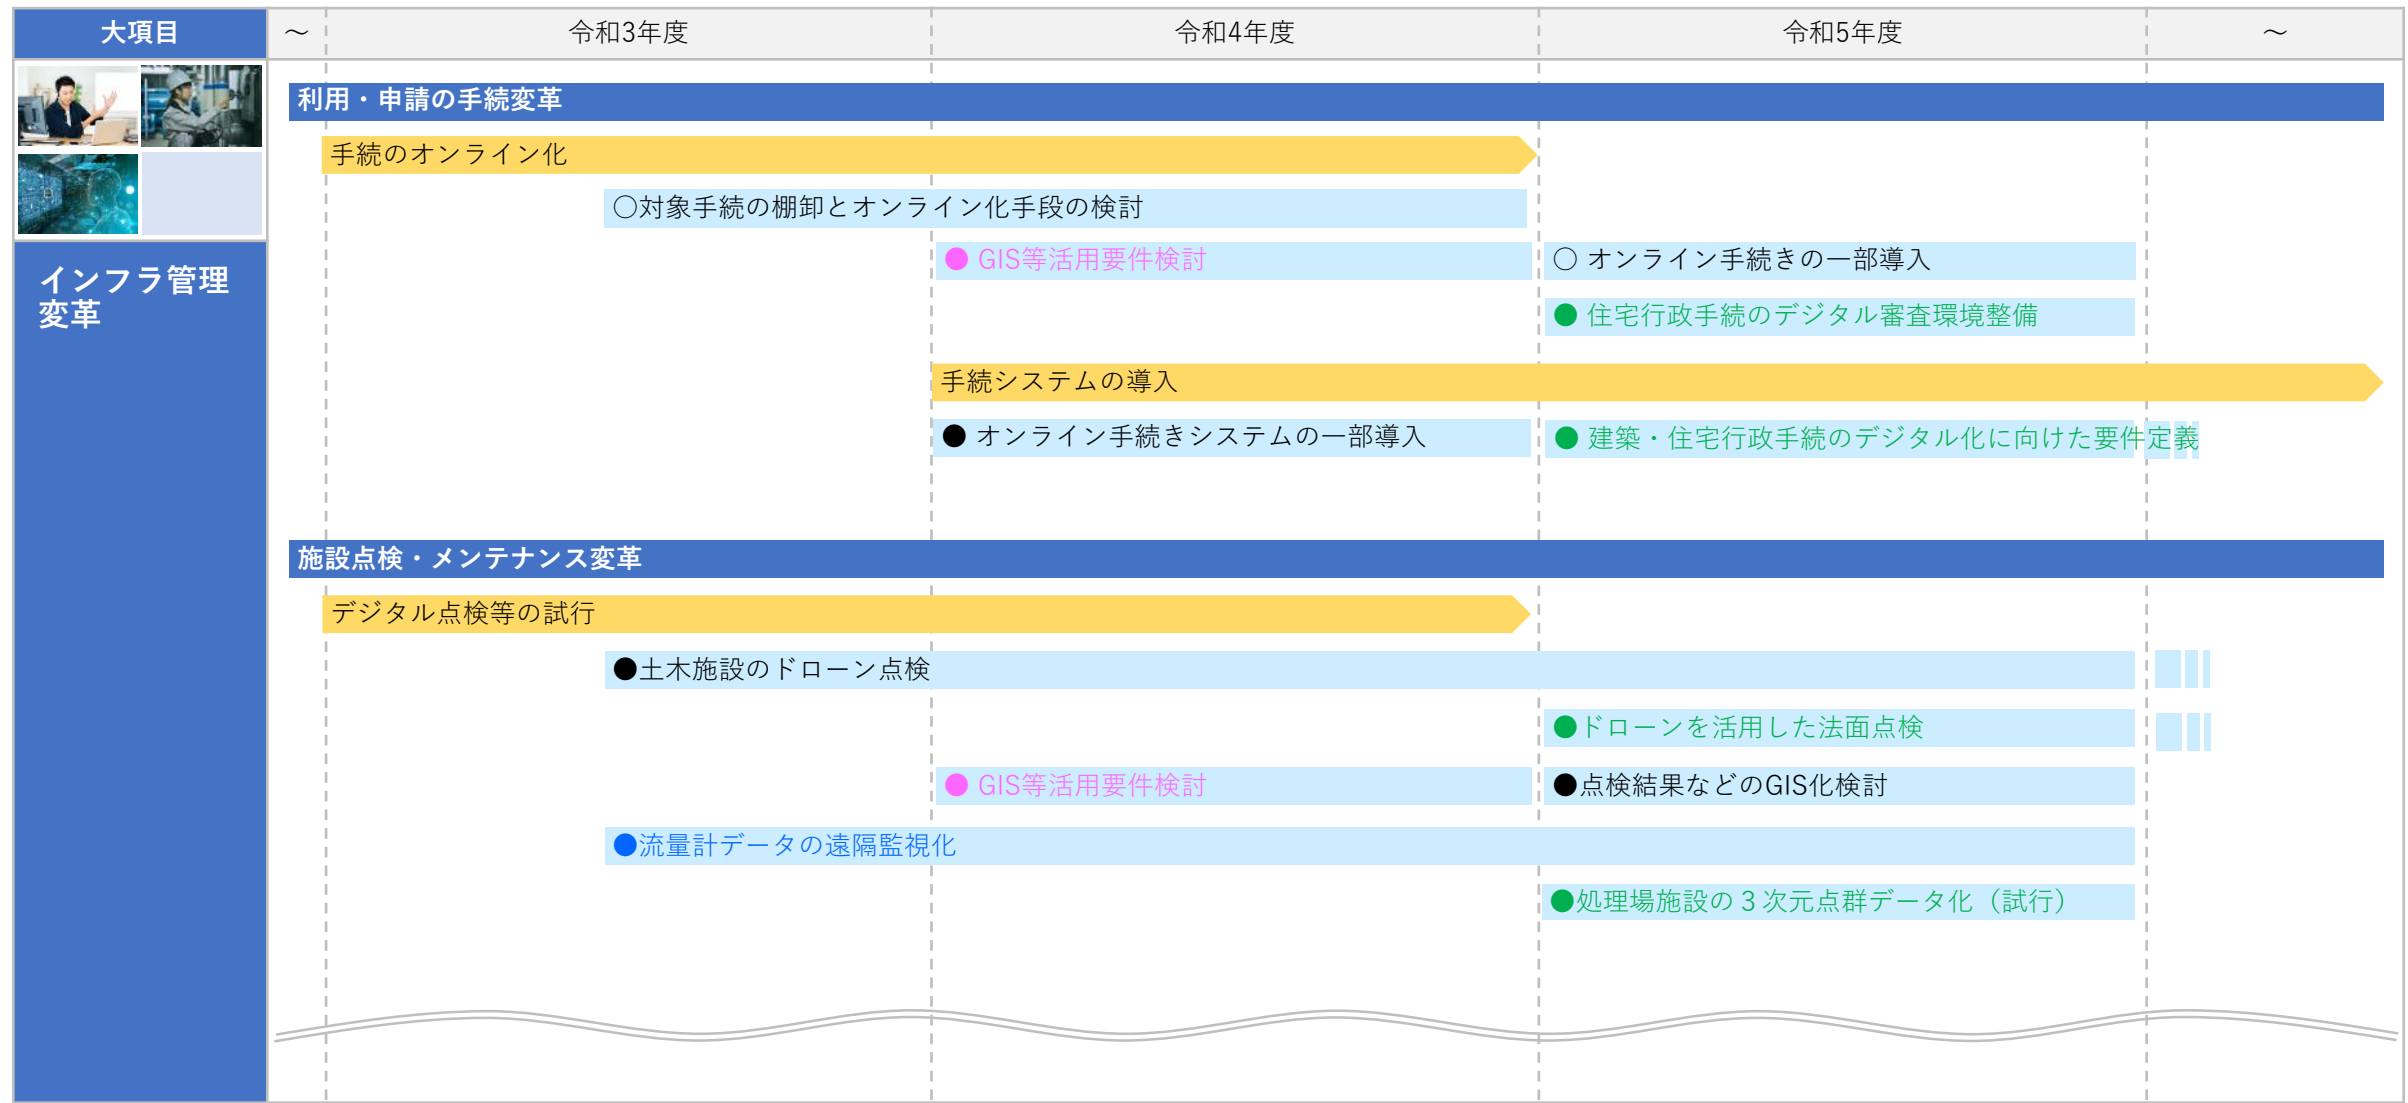 大項目
～
令和3年度
令和4年度
令和5年度
～
インフラ管理
変革
利用・申請の手続変革
手続のオンライン化
○対象手続の棚卸とオンライン化手段の検討
● GIS等活用要件検討
○ オンライン手続きの一部導入
● 住宅行政手続のデジタル審査環境整備
手続システムの導入
● オンライン手続きシステムの一部導入
● 建築・住宅行政手続のデジタル化に向けた要件定義
施設点検・メンテナンス変革
デジタル点検等の試行
●土木施設のドローン点検
●ドローンを活用した法面点検
● GIS等活用要件検討
●点検結果などのGIS化検討
●流量計データの遠隔監視化
●処理場施設の３次元点群データ化（試行）